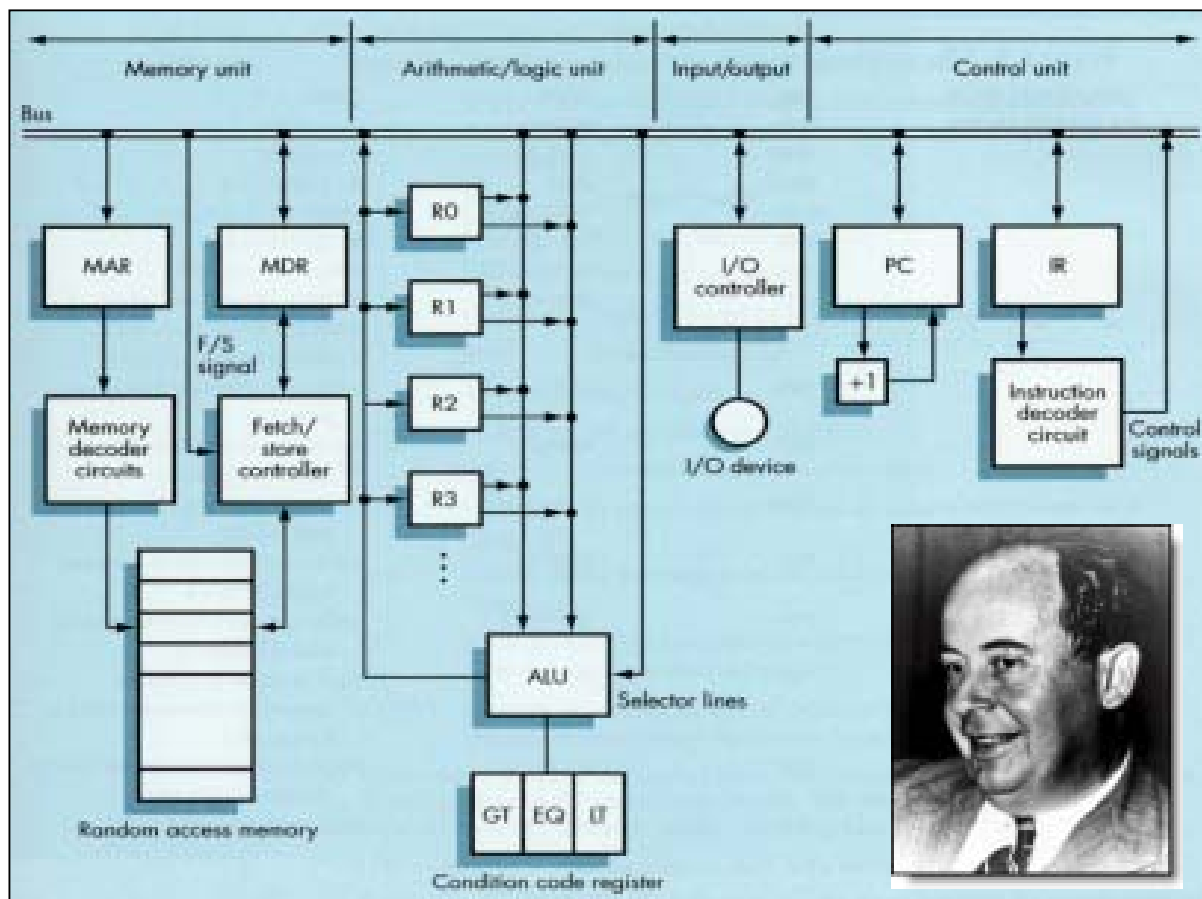 Memory unit
Arithmetic/logic unit
Input/output
Control unit
Bus
MAR
MDR
R0
I/O
controller
PC
IR
R1
F/S
signal
+1
R2
Memory
decoder
circuits
Fetch/
store
controller
Instruction
decoder
circuit
Control
signals
I/O device
R3
ALU
Selector lines
GT
EQ
LT
Random access memory
Condition code register